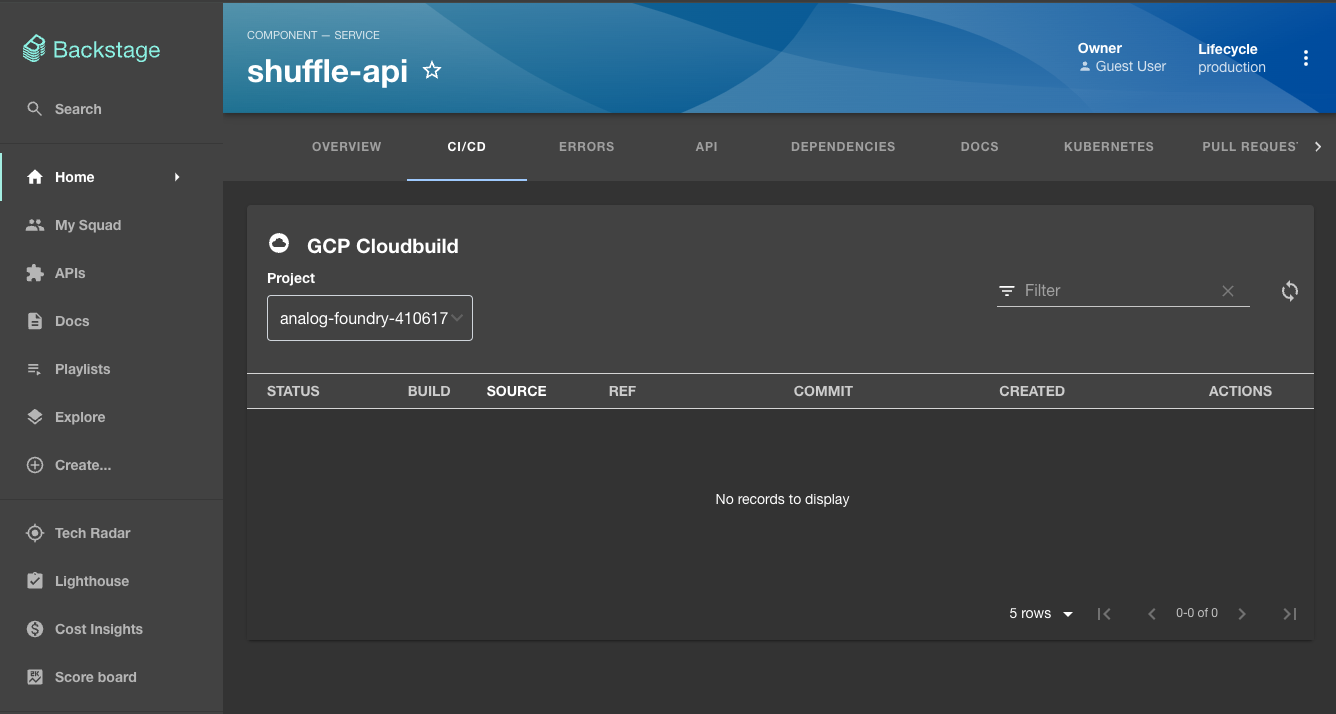 Backstage
Search
Home
My Squad
APIs
Docs
Playlists
Explore
Create...
Tech Radar
Lighthouse
Cost Insights
Score board
COMPONENT — SERVICE
shuffle-api
Owner
Guest User
Lifecycle
production
OVERVIEW CI/CD ERRORS API DEPENDENCIES DOCS KUBERNETES PULL REQUES
GCP Cloudbuild
Project
analog-foundry-410617
Filter
STATUS BUILD SOURCE REF COMMIT CREATED ACTIONS
No records to display
5 rows 0-0 of 0